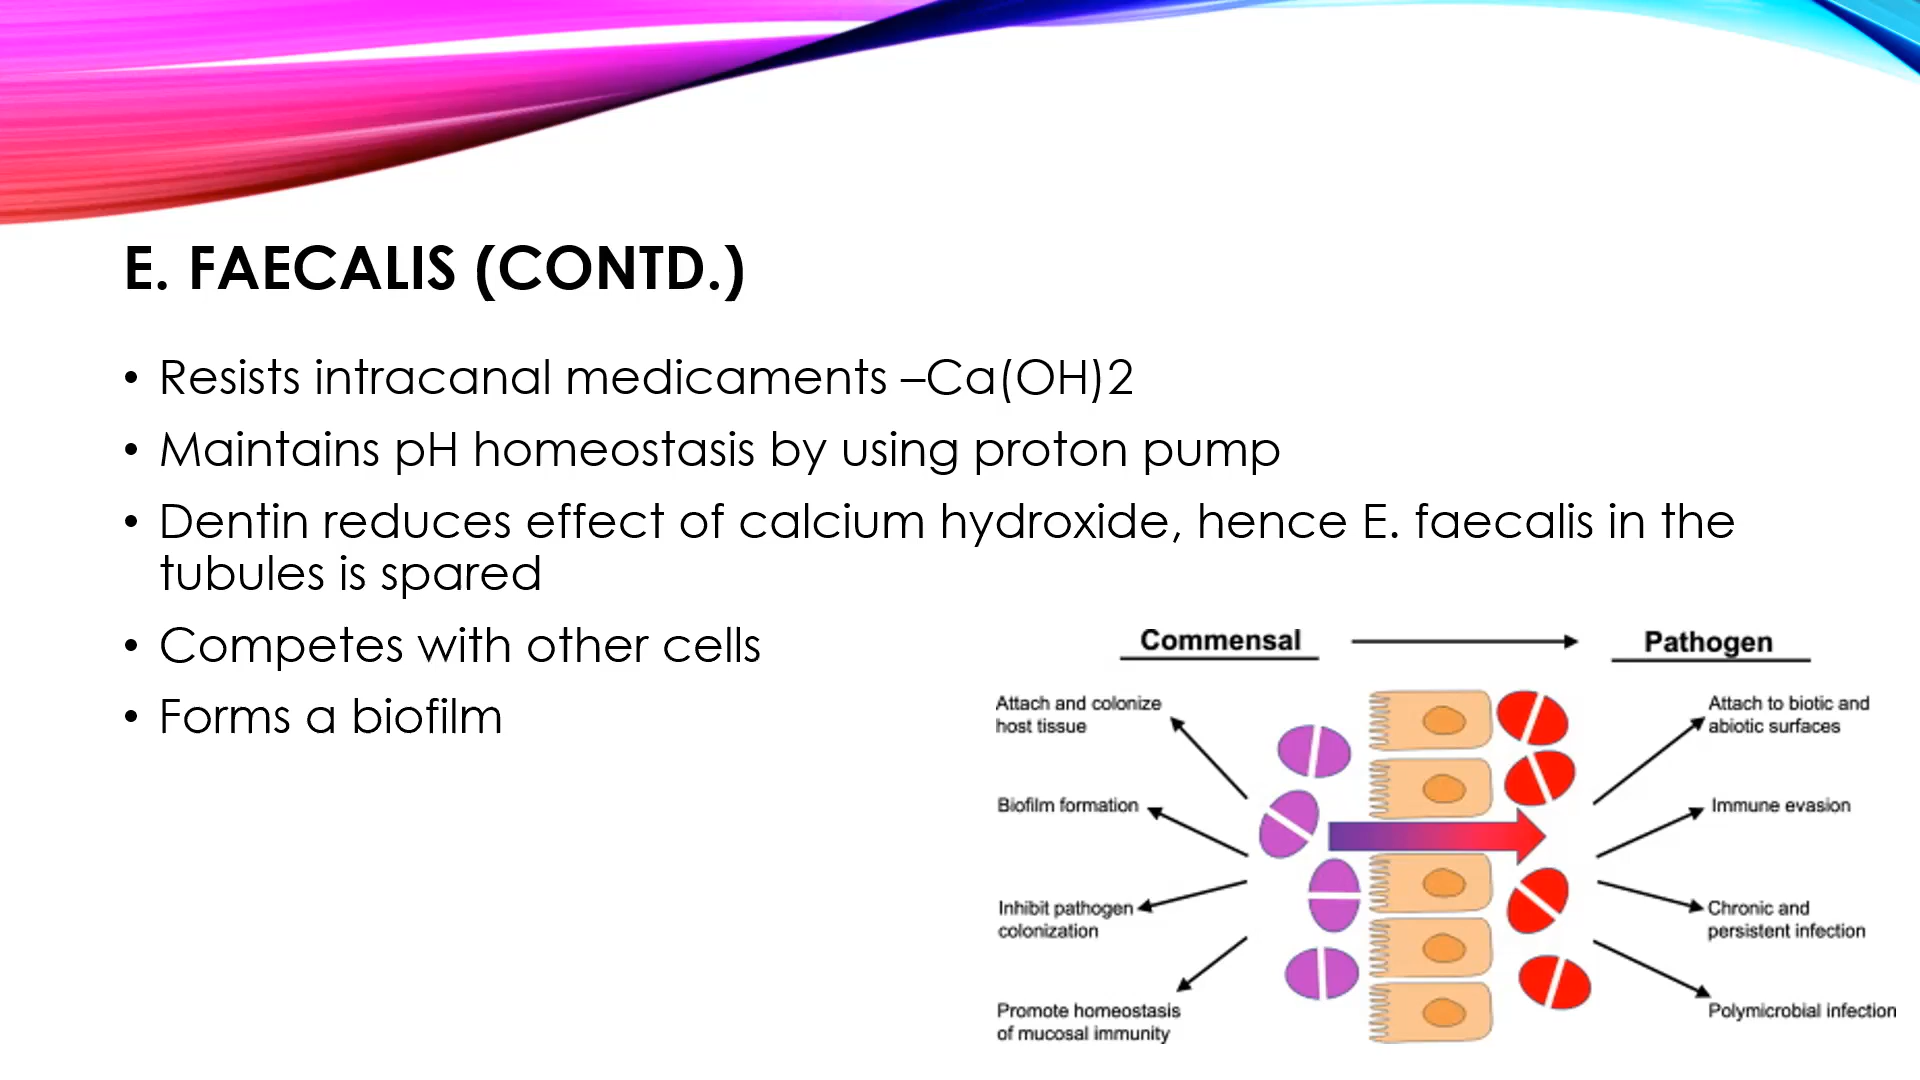 E. FAECALIS (CONTD.)
• Resists intracanal medicaments –Ca(OH)2
• Maintains pH homeostasis by using proton pump
• Dentin reduces effect of calcium hydroxide, hence E. faecalis in the
tubules is spared
• Competes with other cells
• Forms a biofilm
Commensal
Pathogen
Attach and colonize
host tissue
Biofilm formation
Inhibit pathogen
colonization
Promote homeostasis
of mucosal immunity
Attach to biotic and
abiotic surfaces
Immune evasion
Chronic and
persistent infection
Polymicrobial infection